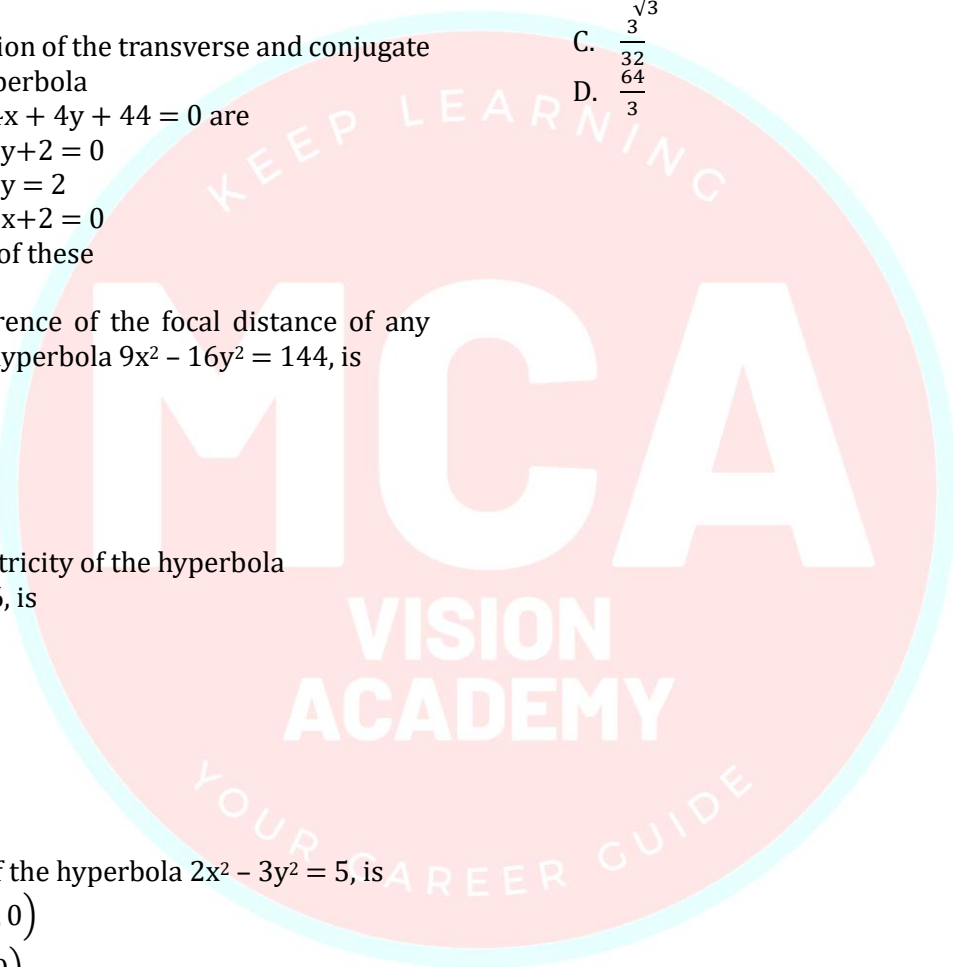 ion of the transverse and conjugate
perbola
x + 4y + 44 = 0 are
y+2 = 0
y = 2
x+2 = 0
of these
rence of the focal distance of any
yperbola 9x² – 16y² = 144, is
tricity of the hyperbola
, is
f the hyperbola 2x² – 3y² = 5, is
0)
√3
C. 3/32
D. 64/3
KEEP LEARNING
MCA
VISION
ACADEMY
YOUR CAREER GUIDE